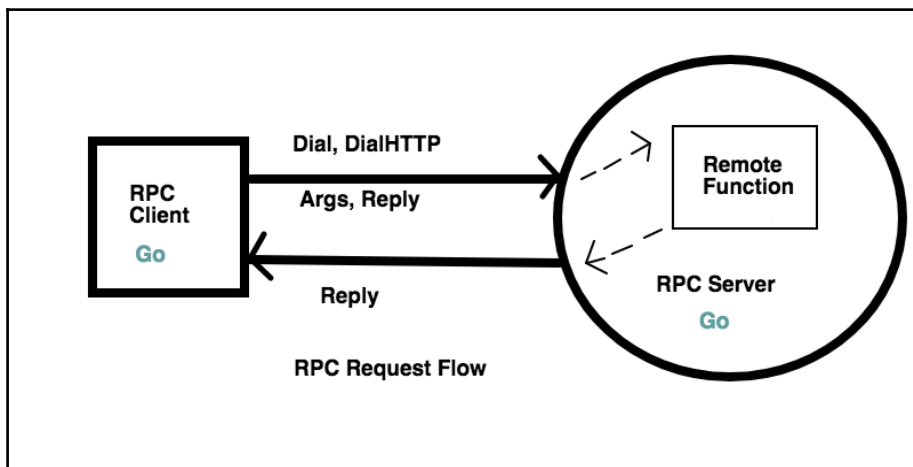 Dial, DialHTTP
RPC
Client
Go
Args, Reply
Reply
Remote
Function
RPC Server
Go
RPC Request Flow